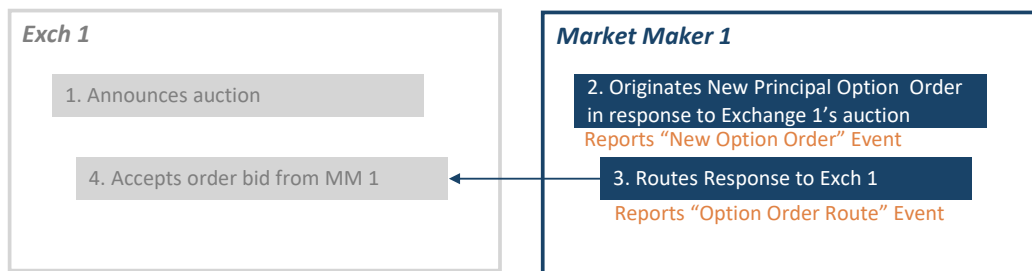 Exch 1
1. Announces auction
4. Accepts order bid from MM 1
Market Maker 1
2. Originates New Principal Option Order
in response to Exchange 1's auction
Reports “New Option Order” Event
3. Routes Response to Exch 1
Reports “Option Order Route” Event